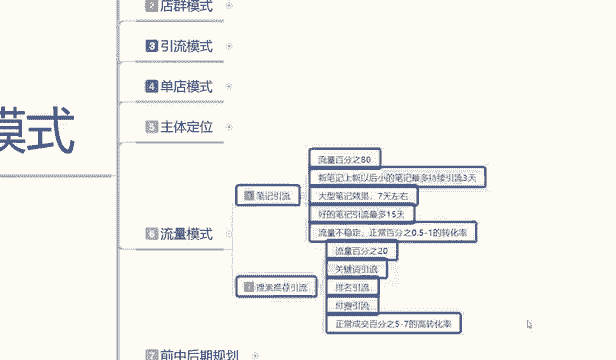 2 店群模式
3 引流模式
4 单店模式
5 主体定位
模式
6 流量模式
1 笔记引流
流量百分之80
新笔记上新以后小的笔记最多持续引流3天
大型笔记效果，7天左右
好的笔记引流最多15天
流量不稳定，正常百分之0.5-1的转化率
2 搜索推荐引流
流量百分之20
关键词引流
排名引流
付费引流
正常成交百分之5-7的高转化率
7 前中后期规划